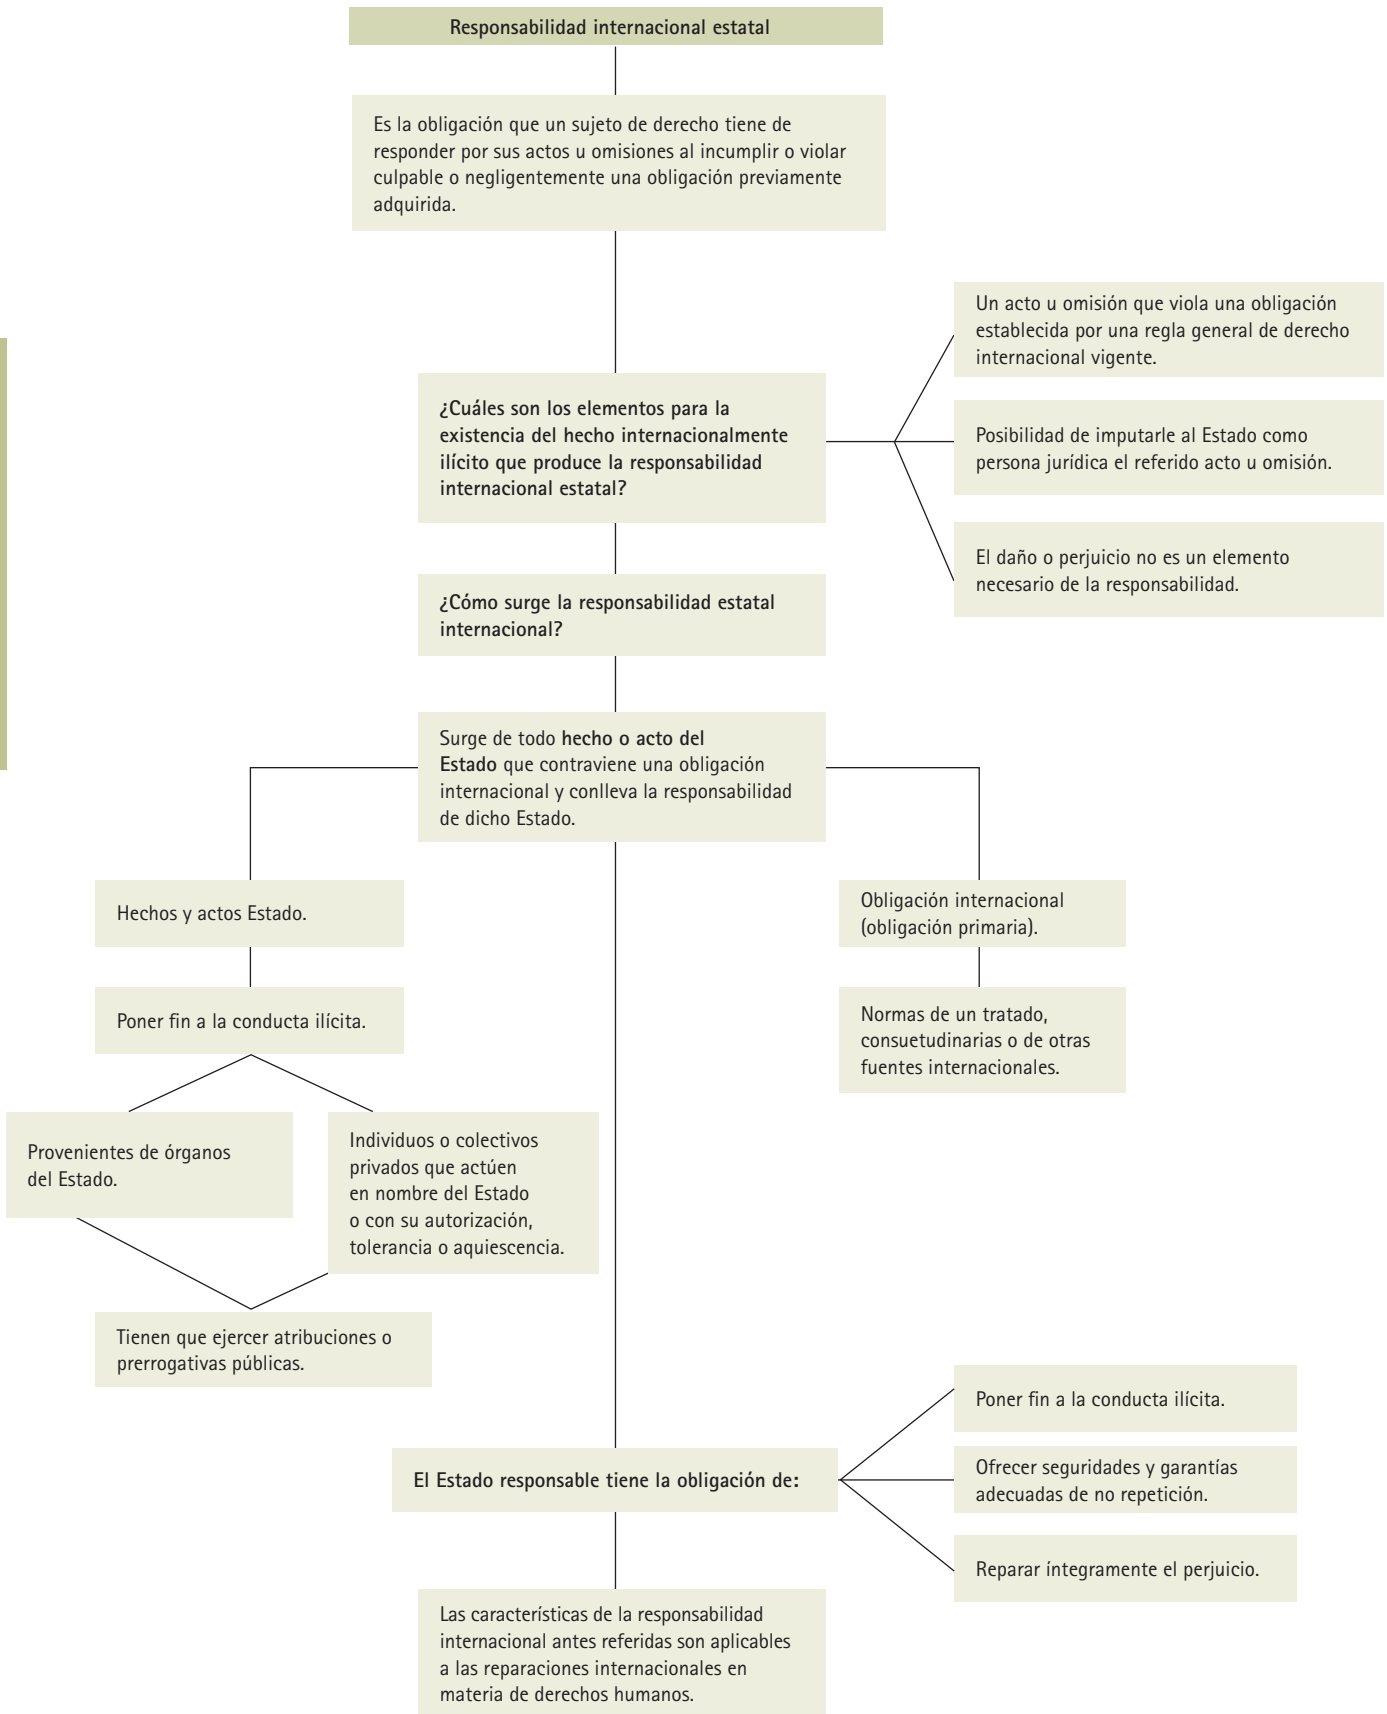 Responsabilidad internacional estatal
Es la obligación que un sujeto de derecho tiene de
responder por sus actos u omisiones al incumplir o violar
culpable o negligentemente una obligación previamente
adquirida.
¿Cuáles son los elementos para la
existencia del hecho internacionalmente
ilícito que produce la responsabilidad
internacional estatal?
Un acto u omisión que viola una obligación
establecida por una regla general de derecho
internacional vigente.
Posibilidad de imputarle al Estado como
persona jurídica el referido acto u omisión.
El daño o perjuicio no es un elemento
necesario de la responsabilidad.
¿Cómo surge la responsabilidad estatal
internacional?
Surge de todo hecho o acto del
Estado que contraviene una obligación
internacional y conlleva la responsabilidad
de dicho Estado.
Hechos y actos Estado.
Poner fin a la conducta ilícita.
Provenientes de órganos
del Estado.
Individuos o colectivos
privados que actúen
en nombre del Estado
o con su autorización,
tolerancia o aquiescencia.
Tienen que ejercer atribuciones o
prerrogativas públicas.
Obligación internacional
(obligación primaria).
Normas de un tratado,
consuetudinarias o de otras
fuentes internacionales.
El Estado responsable tiene la obligación de:
Poner fin a la conducta ilícita.
Ofrecer seguridades y garantías
adecuadas de no repetición.
Reparar íntegramente el perjuicio.
Las características de la responsabilidad
internacional antes referidas son aplicables
a las reparaciones internacionales en
materia de derechos humanos.